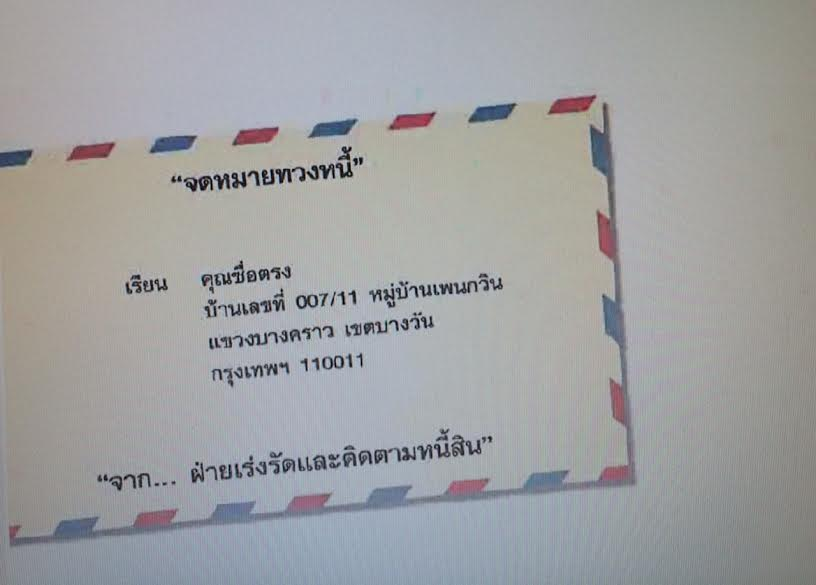 “จดหมายทวงหนี้”
เรียน คุณซื่อตรง
บ้านเลขที่ 007/11 หมู่บ้านเพนกวิน
แขวงบางคราว เขตบางวัน
กรุงเทพฯ 110011
“จาก... ฝ่ายเร่งรัดและติดตามหนี้สิน”